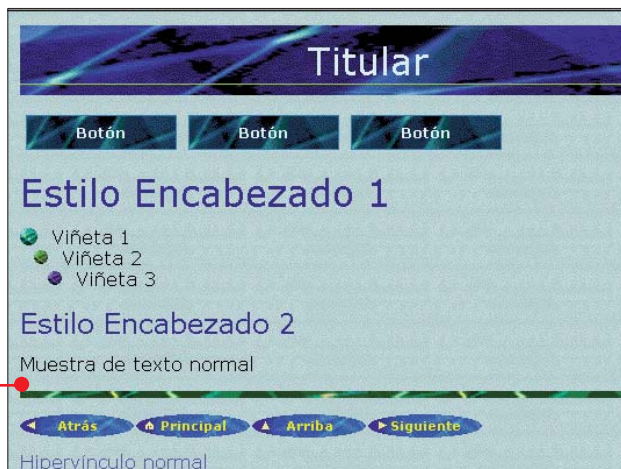 Titular
Botón Botón Botón
Estilo Encabezado 1
Viñeta 1
Viñeta 2
Viñeta 3
Estilo Encabezado 2
Muestra de texto normal
Atrás Principal Arriba Siguiente
Hipervínculo normal